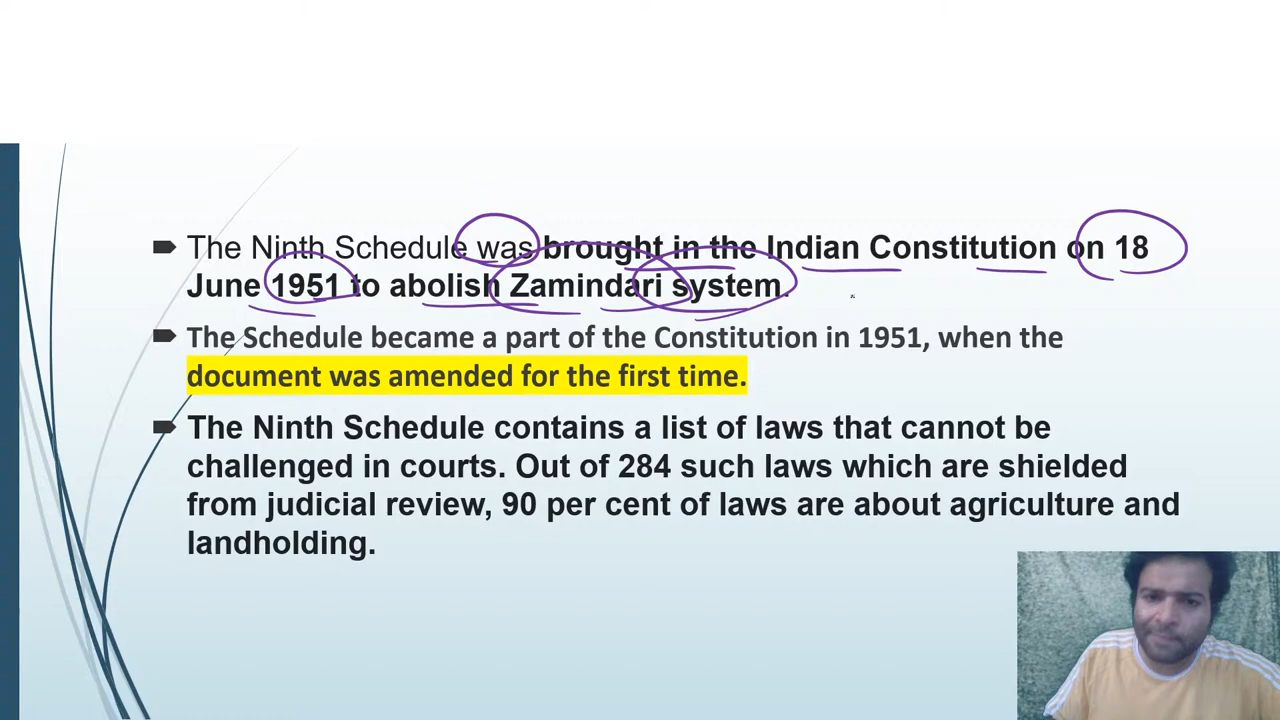 The Ninth Schedule was brought in the Indian Constitution on 18
June 1951 to abolish Zamindari system.
The Schedule became a part of the Constitution in 1951, when the
document was amended for the first time.
The Ninth Schedule contains a list of laws that cannot be
challenged in courts. Out of 284 such laws which are shielded
from judicial review, 90 per cent of laws are about agriculture and
landholding.